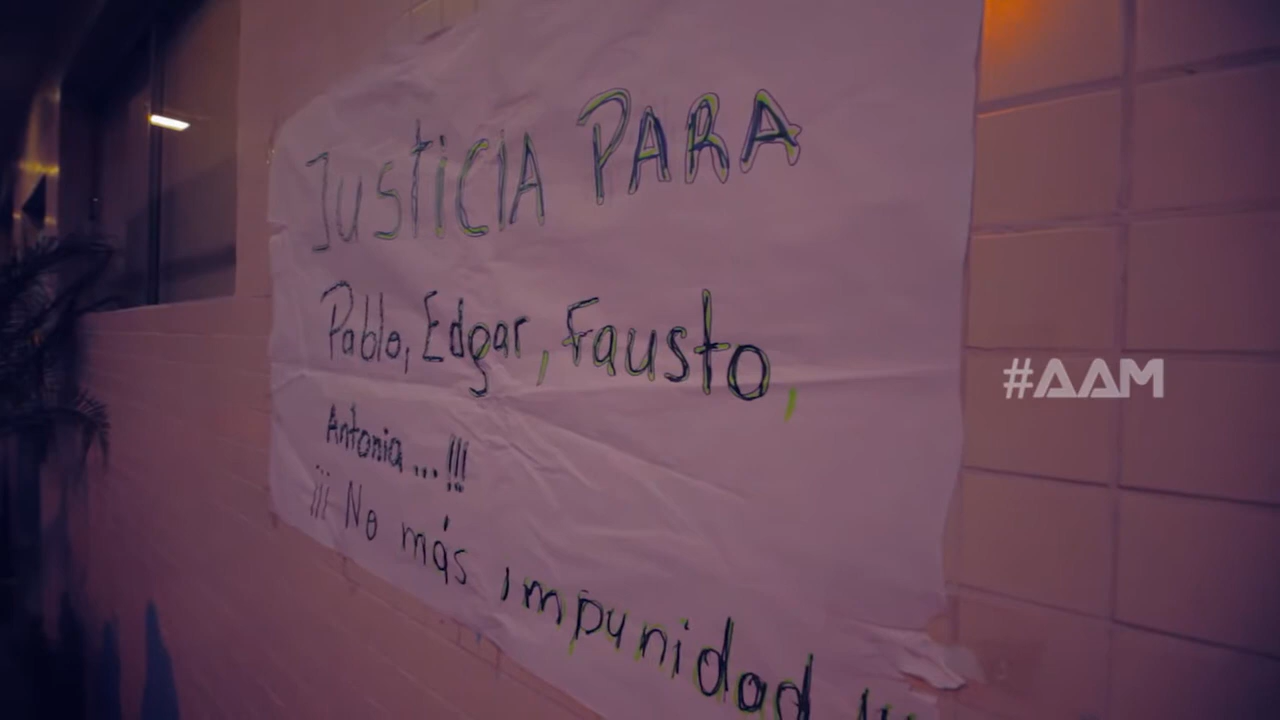 JUSTICIA PARA
Pablo, Edgar, Fausto,
Antonia...!!!
¡¡¡ No más impunidad !!!
#AAM